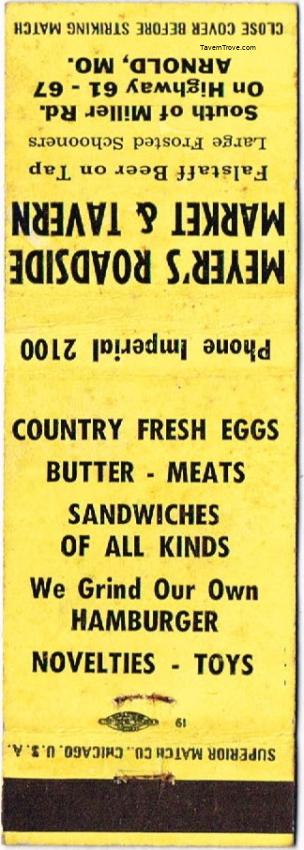 TavernTrove.com
CLOSE COVER BEFORE STRIKING MATCH
MEYER'S ROADSIDE
MARKET & TAVERN
Falstaff Beer on Tap
Large Frosted Schooners
South of Miller Rd.
On Highway 61 - 67
ARNOLD, MO.
Phone Imperial 2100
COUNTRY FRESH EGGS
BUTTER - MEATS
SANDWICHES
OF ALL KINDS
We Grind Our Own
HAMBURGER
NOVELTIES - TOYS
19
SUPERIOR MATCH CO., CHICAGO, U.S.A.